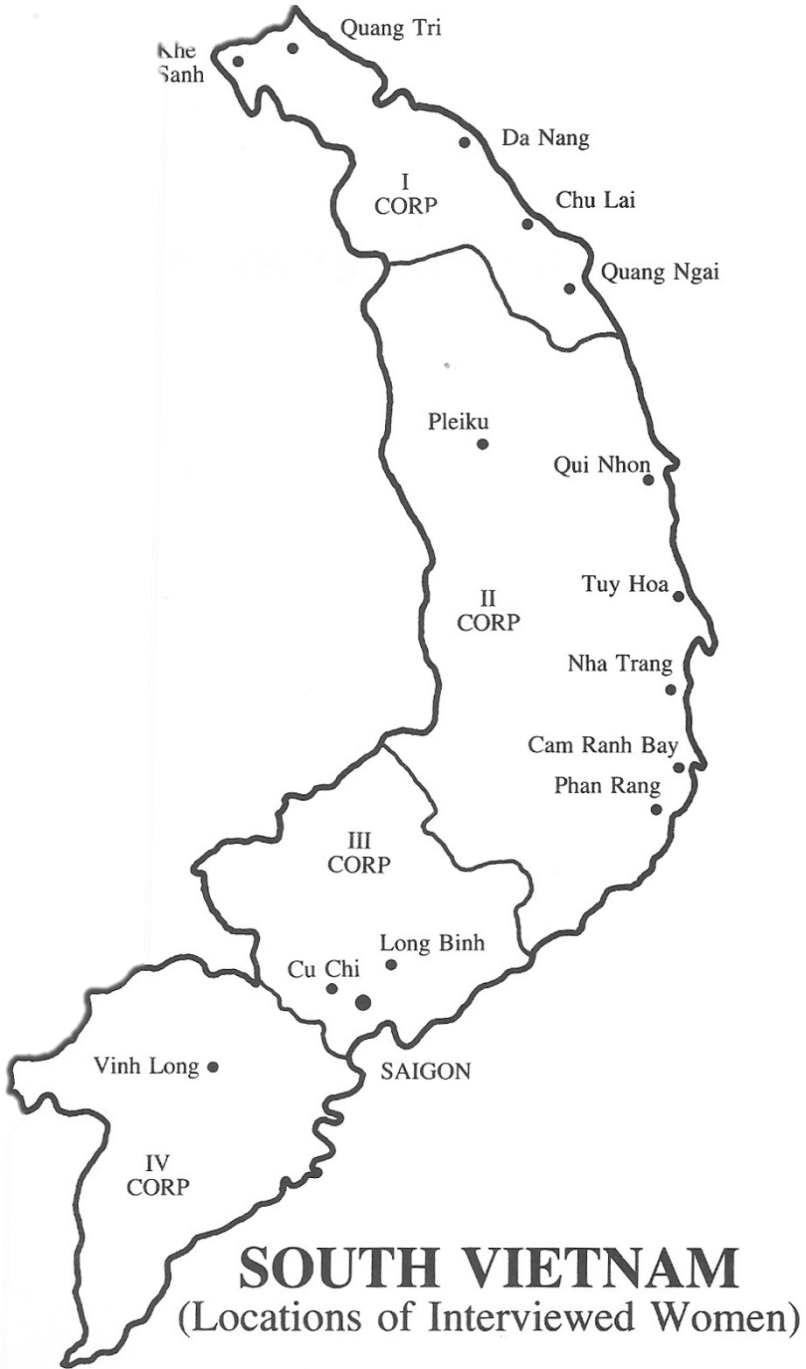 Quang Tri
Khe
Sanh
Da Nang
I
CORP
Chu Lai
Quang Ngai
Pleiku
Qui Nhon
Tuy Hoa
II
CORP
Nha Trang
Cam Ranh Bay
Phan Rang
III
CORP
Long Binh
Cu Chi
Vinh Long
SAIGON
IV
CORP
SOUTH VIETNAM
(Locations of Interviewed Women)